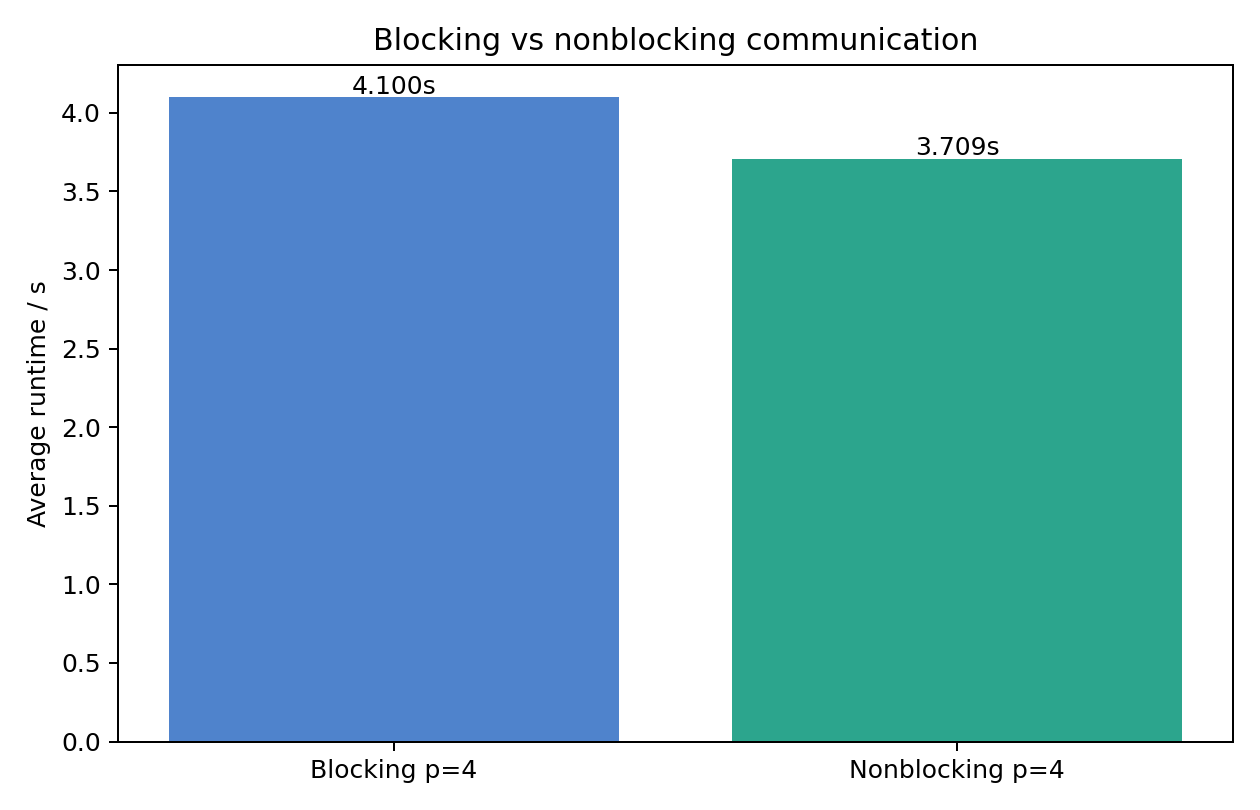 Blocking vs nonblocking communication
4.100s
3.709s
4.0
3.5
3.0
2.5
2.0
1.5
1.0
0.5
0.0
Average runtime / s
Blocking p=4
Nonblocking p=4